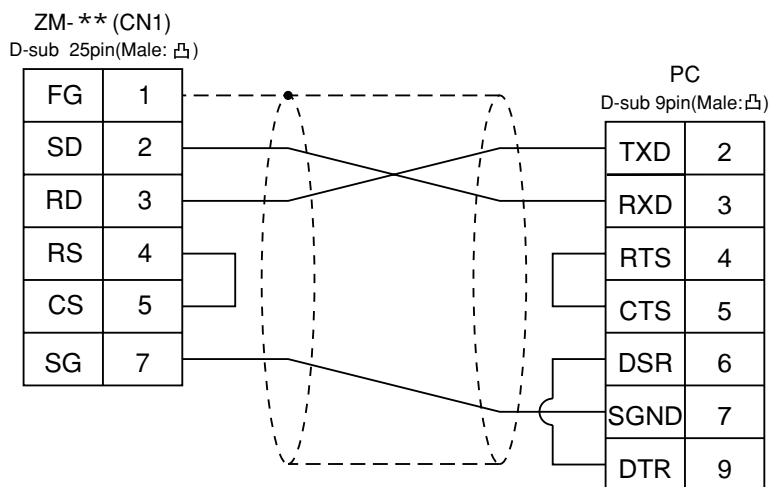 ZM-**(CN1)
D-sub 25pin(Male: 凸)
FG 1
SD 2
RD 3
RS 4
CS 5
SG 7
PC
D-sub 9pin(Male:凸)
TXD 2
RXD 3
RTS 4
CTS 5
DSR 6
SGND 7
DTR 9